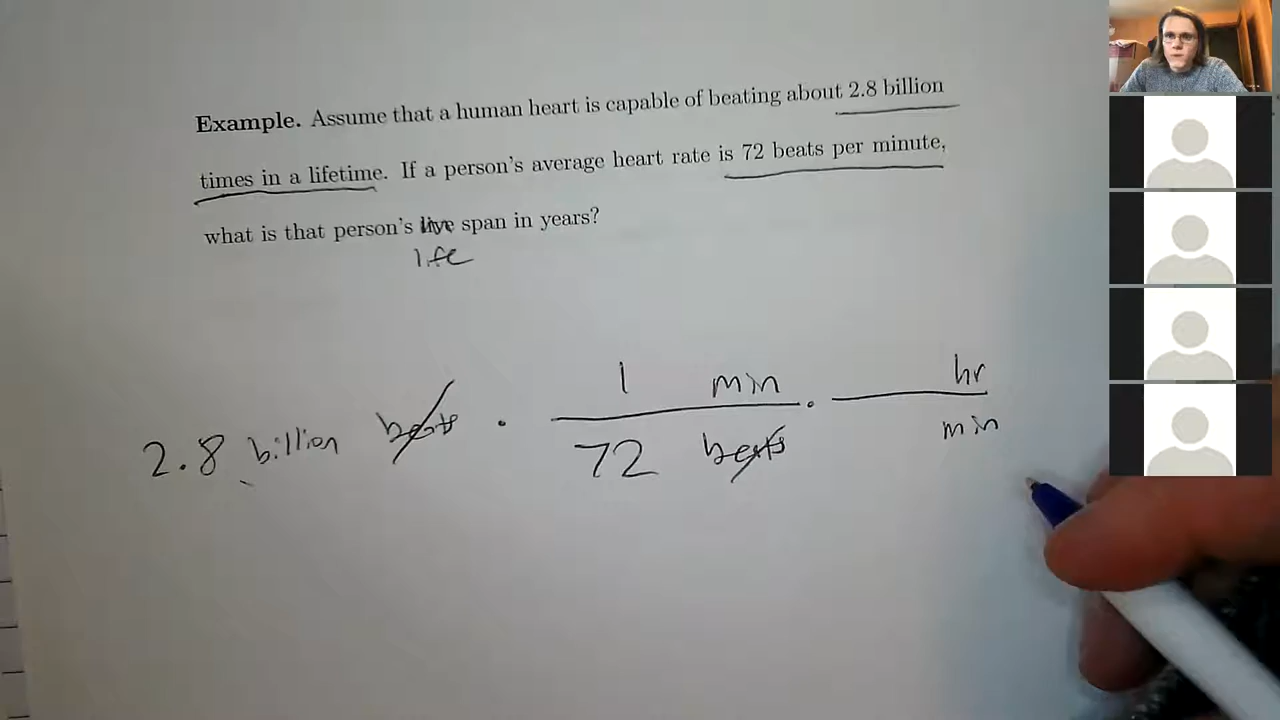 Example. Assume that a human heart is capable of beating about 2.8 billion
times in a lifetime. If a person's average heart rate is 72 beats per minute,
what is that person's live span in years?
life
2.8 billion beats · 1 min · hr
72 beats min